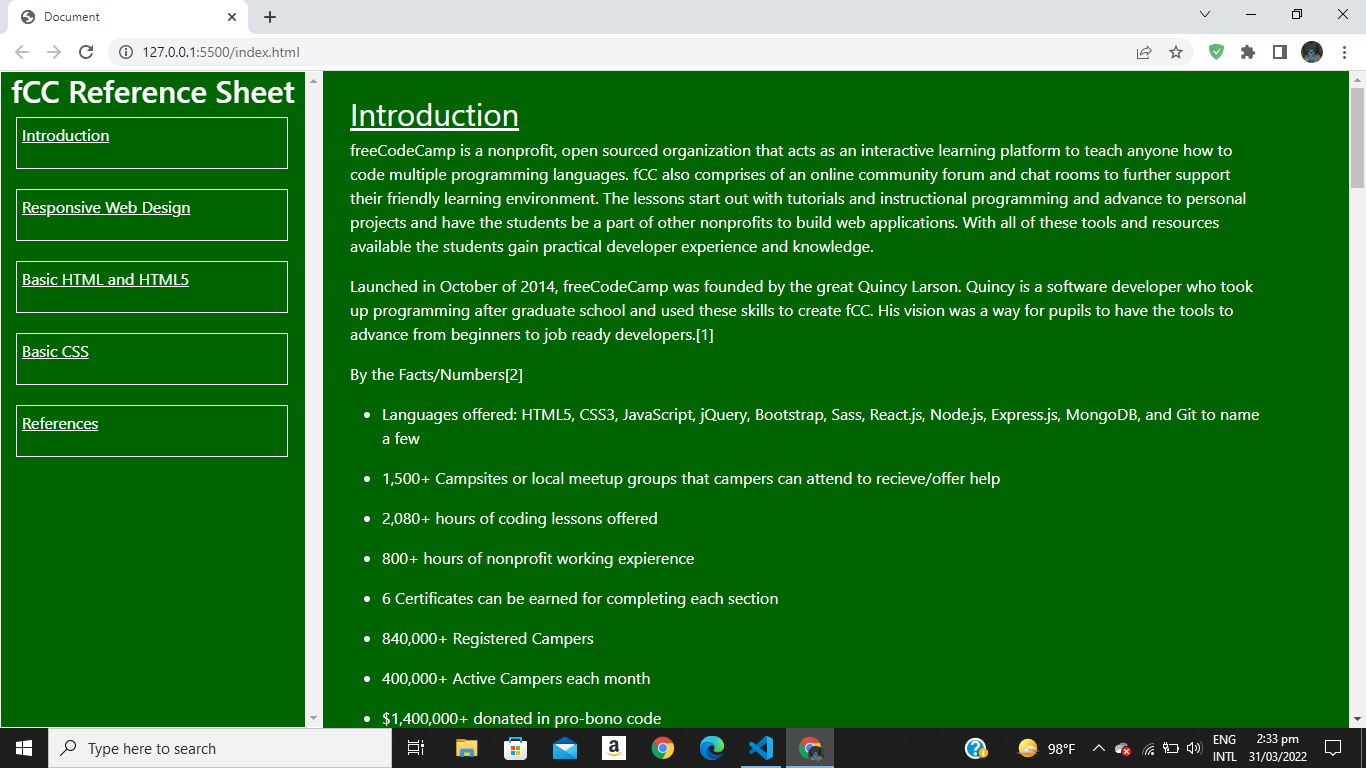 Document
127.0.0.1:5500/index.html
fCC Reference Sheet
Introduction
Responsive Web Design
Basic HTML and HTML5
Basic CSS
References
Introduction
freeCodeCamp is a nonprofit, open sourced organization that acts as an interactive learning platform to teach anyone how to
code multiple programming languages. fCC also comprises of an online community forum and chat rooms to further support
their friendly learning environment. The lessons start out with tutorials and instructional programming and advance to personal
projects and have the students be a part of other nonprofits to build web applications. With all of these tools and resources
available the students gain practical developer experience and knowledge.
Launched in October of 2014, freeCodeCamp was founded by the great Quincy Larson. Quincy is a software developer who took
up programming after graduate school and used these skills to create fCC. His vision was a way for pupils to have the tools to
advance from beginners to job ready developers.[1]
By the Facts/Numbers[2]
• Languages offered: HTML5, CSS3, JavaScript, jQuery, Bootstrap, Sass, React.js, Node.js, Express.js, MongoDB, and Git to name
a few
• 1,500+ Campsites or local meetup groups that campers can attend to recieve/offer help
• 2,080+ hours of coding lessons offered
• 800+ hours of nonprofit working expierence
• 6 Certificates can be earned for completing each section
• 840,000+ Registered Campers
• 400,000+ Active Campers each month
• $1,400,000+ donated in pro-bono code
Type here to search
a
98°F
ENG
INTL
2:33 pm
31/03/2022